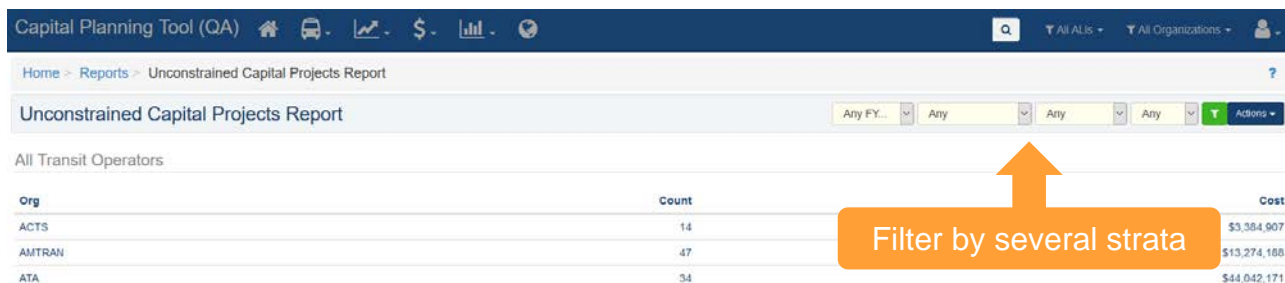 Capital Planning Tool (QA) $ All ALIs All Organizations
Home > Reports > Unconstrained Capital Projects Report ?
Unconstrained Capital Projects Report Any FY... Any Any Any Actions
All Transit Operators
Org Count Cost
ACTS 14 $3,384,907
AMTRAN 47 $13,274,188
ATA 34 $44,042,171
Filter by several strata